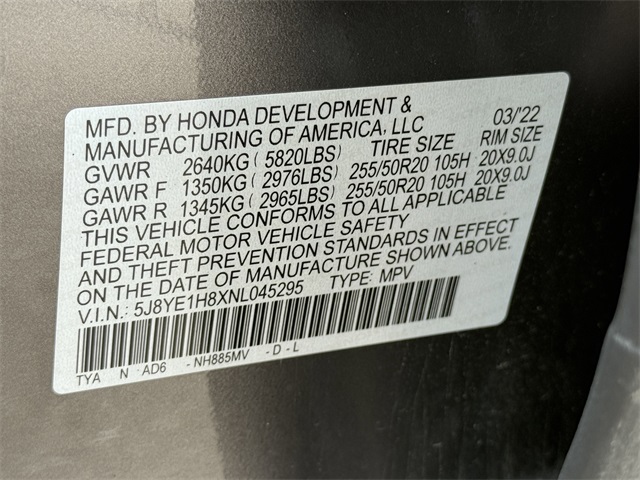 MFD. BY HONDA DEVELOPMENT & 03/'22
MANUFACTURING OF AMERICA, LLC TIRE SIZE RIM SIZE
GVWR 2640KG ( 5820LBS)
GAWR F 1350KG ( 2976LBS) 255/50R20 105H 20X9.0J
GAWR R 1345KG ( 2965LBS) 255/50R20 105H 20X9.0J
THIS VEHICLE CONFORMS TO ALL APPLICABLE
FEDERAL MOTOR VEHICLE SAFETY
AND THEFT PREVENTION STANDARDS IN EFFECT
ON THE DATE OF MANUFACTURE SHOWN ABOVE.
V.I.N.: 5J8YE1H8XNL045295 TYPE: MPV
TYA N AD6 -NH885MV -D-L